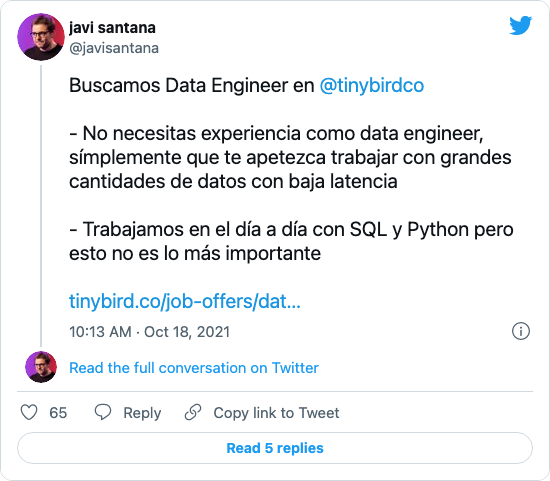 javi santana
@javisantana
Buscamos Data Engineer en @tinybirdco
- No necesitas experiencia como data engineer,
símplemente que te apetezca trabajar con grandes
cantidades de datos con baja latencia
- Trabajamos en el día a día con SQL y Python pero
esto no es lo más importante
tinybird.co/job-offers/dat...
10:13 AM · Oct 18, 2021
Read the full conversation on Twitter
65 Reply Copy link to Tweet
Read 5 replies